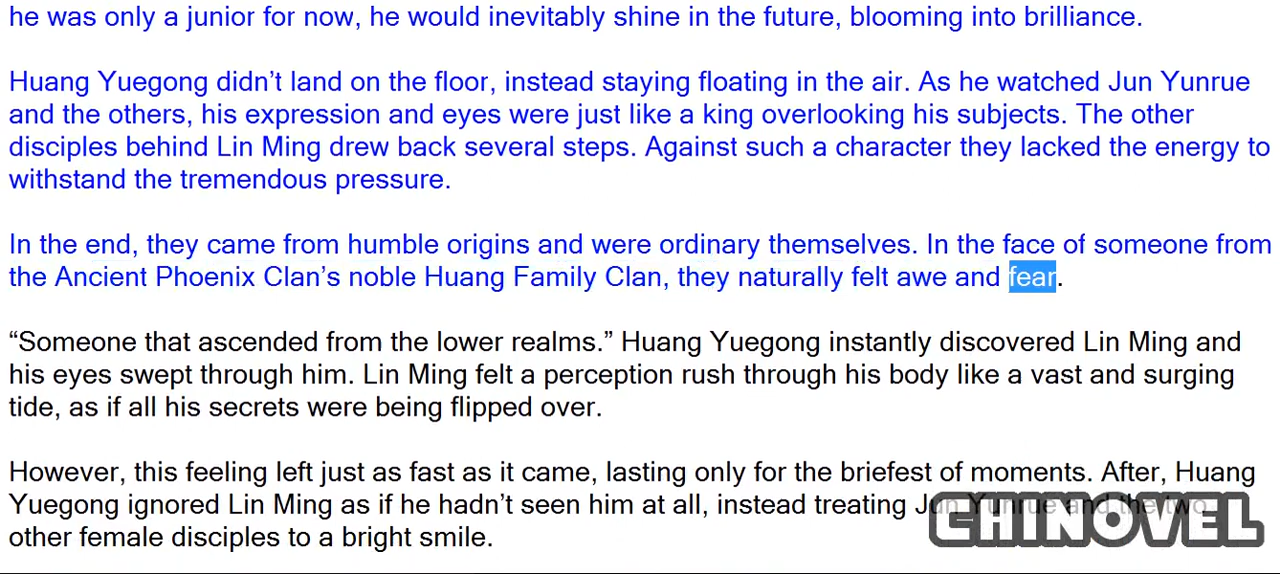 he was only a junior for now, he would inevitably shine in the future, blooming into brilliance.
Huang Yuegong didn’t land on the floor, instead staying floating in the air. As he watched Jun Yunrue
and the others, his expression and eyes were just like a king overlooking his subjects. The other
disciples behind Lin Ming drew back several steps. Against such a character they lacked the energy to
withstand the tremendous pressure.
In the end, they came from humble origins and were ordinary themselves. In the face of someone from
the Ancient Phoenix Clan’s noble Huang Family Clan, they naturally felt awe and fear.
“Someone that ascended from the lower realms.” Huang Yuegong instantly discovered Lin Ming and
his eyes swept through him. Lin Ming felt a perception rush through his body like a vast and surging
tide, as if all his secrets were being flipped over.
However, this feeling left just as fast as it came, lasting only for the briefest of moments. After, Huang
Yuegong ignored Lin Ming as if he hadn’t seen him at all, instead treating Jun Yunrue and the two
other female disciples to a bright smile.
CHINOVEL